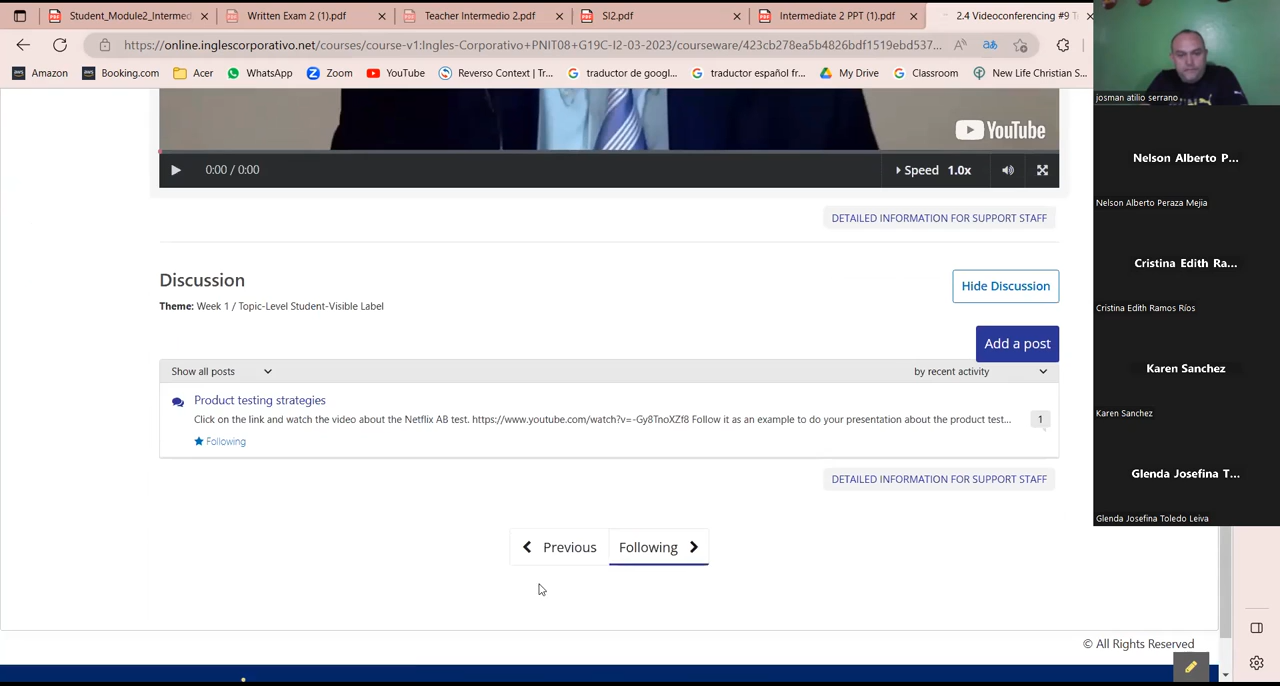 Student_Module2_Intermed
Written Exam 2 (1).pdf
Teacher Intermedio 2.pdf
SI2.pdf
Intermediate 2 PPT (1).pdf
2.4 Videoconferencing #9
https://online.inglescorporativo.net/courses/course-v1:Ingles-Corporativo+PNIT08+G19C-I2-03-2023/courseware/423cb278ea5b4826bdf1519ebd537...
Amazon
Booking.com
Acer
WhatsApp
Zoom
YouTube
Reverso Context | Tr...
traductor de googl...
traductor español fr...
My Drive
Classroom
New Life Christian S...
YouTube
0:00 / 0:00
Speed 1.0x
DETAILED INFORMATION FOR SUPPORT STAFF
Discussion
Hide Discussion
Theme: Week 1 / Topic-Level Student-Visible Label
Add a post
Show all posts
by recent activity
Product testing strategies
Click on the link and watch the video about the Netflix AB test. https://www.youtube.com/watch?v=-Gy8TnoXZf8 Follow it as an example to do your presentation about the product test...
1
Following
DETAILED INFORMATION FOR SUPPORT STAFF
Previous
Following
© All Rights Reserved
josman atilio serrano
Nelson Alberto P...
Nelson Alberto Peraza Mejia
Cristina Edith Ra...
Cristina Edith Ramos Ríos
Karen Sanchez
Karen Sanchez
Glenda Josefina T...
Glenda Josefina Toledo Leiva